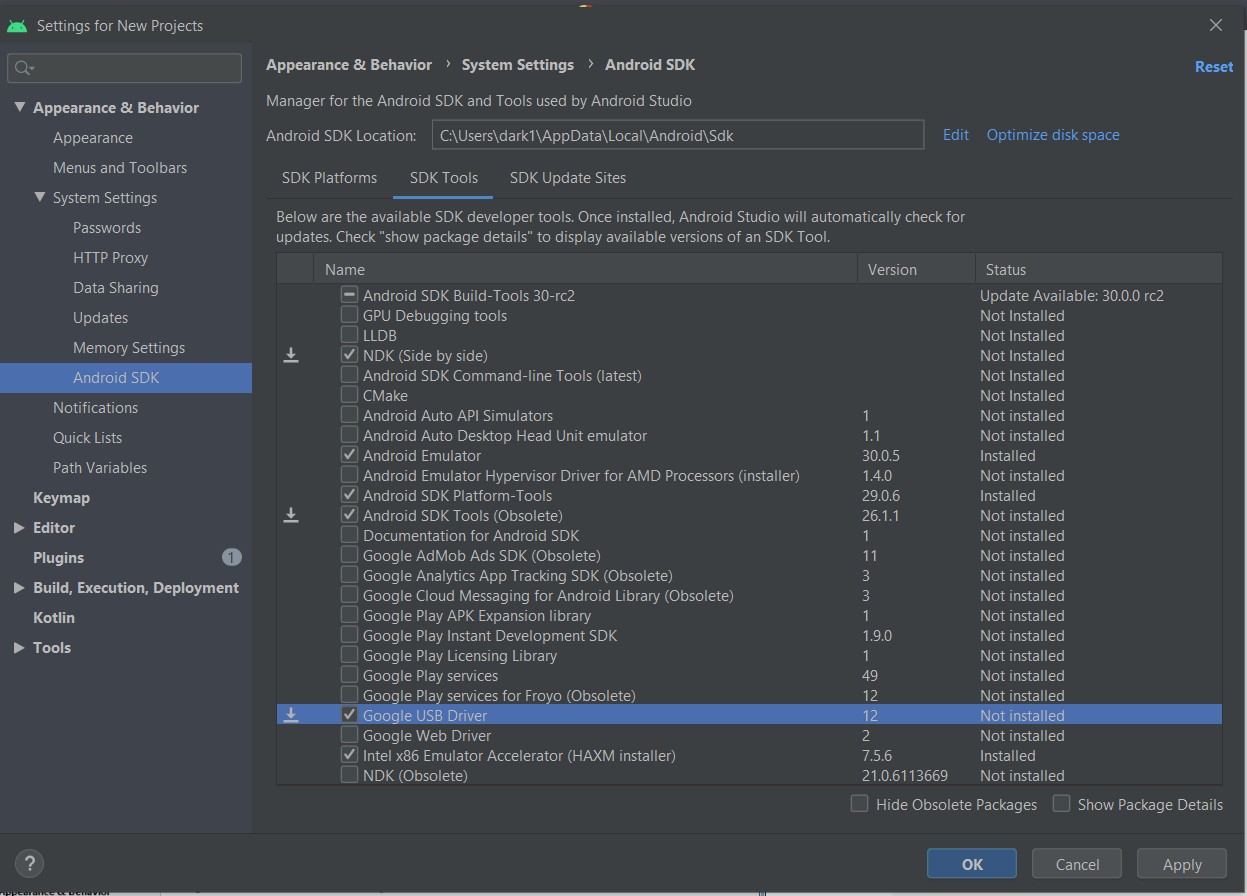 Settings for New Projects
Appearance & Behavior › System Settings › Android SDK
Reset
Appearance & Behavior
Appearance
Menus and Toolbars
System Settings
Passwords
HTTP Proxy
Data Sharing
Updates
Memory Settings
Android SDK
Notifications
Quick Lists
Path Variables
Keymap
Editor
Plugins 1
Build, Execution, Deployment
Kotlin
Tools
Manager for the Android SDK and Tools used by Android Studio
Android SDK Location: C:\Users\dark1\AppData\Local\Android\Sdk Edit Optimize disk space
SDK Platforms SDK Tools SDK Update Sites
Below are the available SDK developer tools. Once installed, Android Studio will automatically check for
updates. Check "show package details" to display available versions of an SDK Tool.
Name Version Status
Android SDK Build-Tools 30-rc2 Update Available: 30.0.0 rc2
GPU Debugging tools Not Installed
LLDB Not Installed
NDK (Side by side) Not Installed
Android SDK Command-line Tools (latest) Not Installed
CMake Not Installed
Android Auto API Simulators 1 Not installed
Android Auto Desktop Head Unit emulator 1.1 Not installed
Android Emulator 30.0.5 Installed
Android Emulator Hypervisor Driver for AMD Processors (installer) 1.4.0 Not installed
Android SDK Platform-Tools 29.0.6 Installed
Android SDK Tools (Obsolete) 26.1.1 Not installed
Documentation for Android SDK 1 Not installed
Google AdMob Ads SDK (Obsolete) 11 Not installed
Google Analytics App Tracking SDK (Obsolete) 3 Not installed
Google Cloud Messaging for Android Library (Obsolete) 3 Not installed
Google Play APK Expansion library 1 Not installed
Google Play Instant Development SDK 1.9.0 Not installed
Google Play Licensing Library 1 Not installed
Google Play services 49 Not installed
Google Play services for Froyo (Obsolete) 12 Not installed
Google USB Driver 12 Not installed
Google Web Driver 2 Not installed
Intel x86 Emulator Accelerator (HAXM installer) 7.5.6 Installed
NDK (Obsolete) 21.0.6113669 Not installed
Hide Obsolete Packages Show Package Details
? OK Cancel Apply
Appearance & Behavior